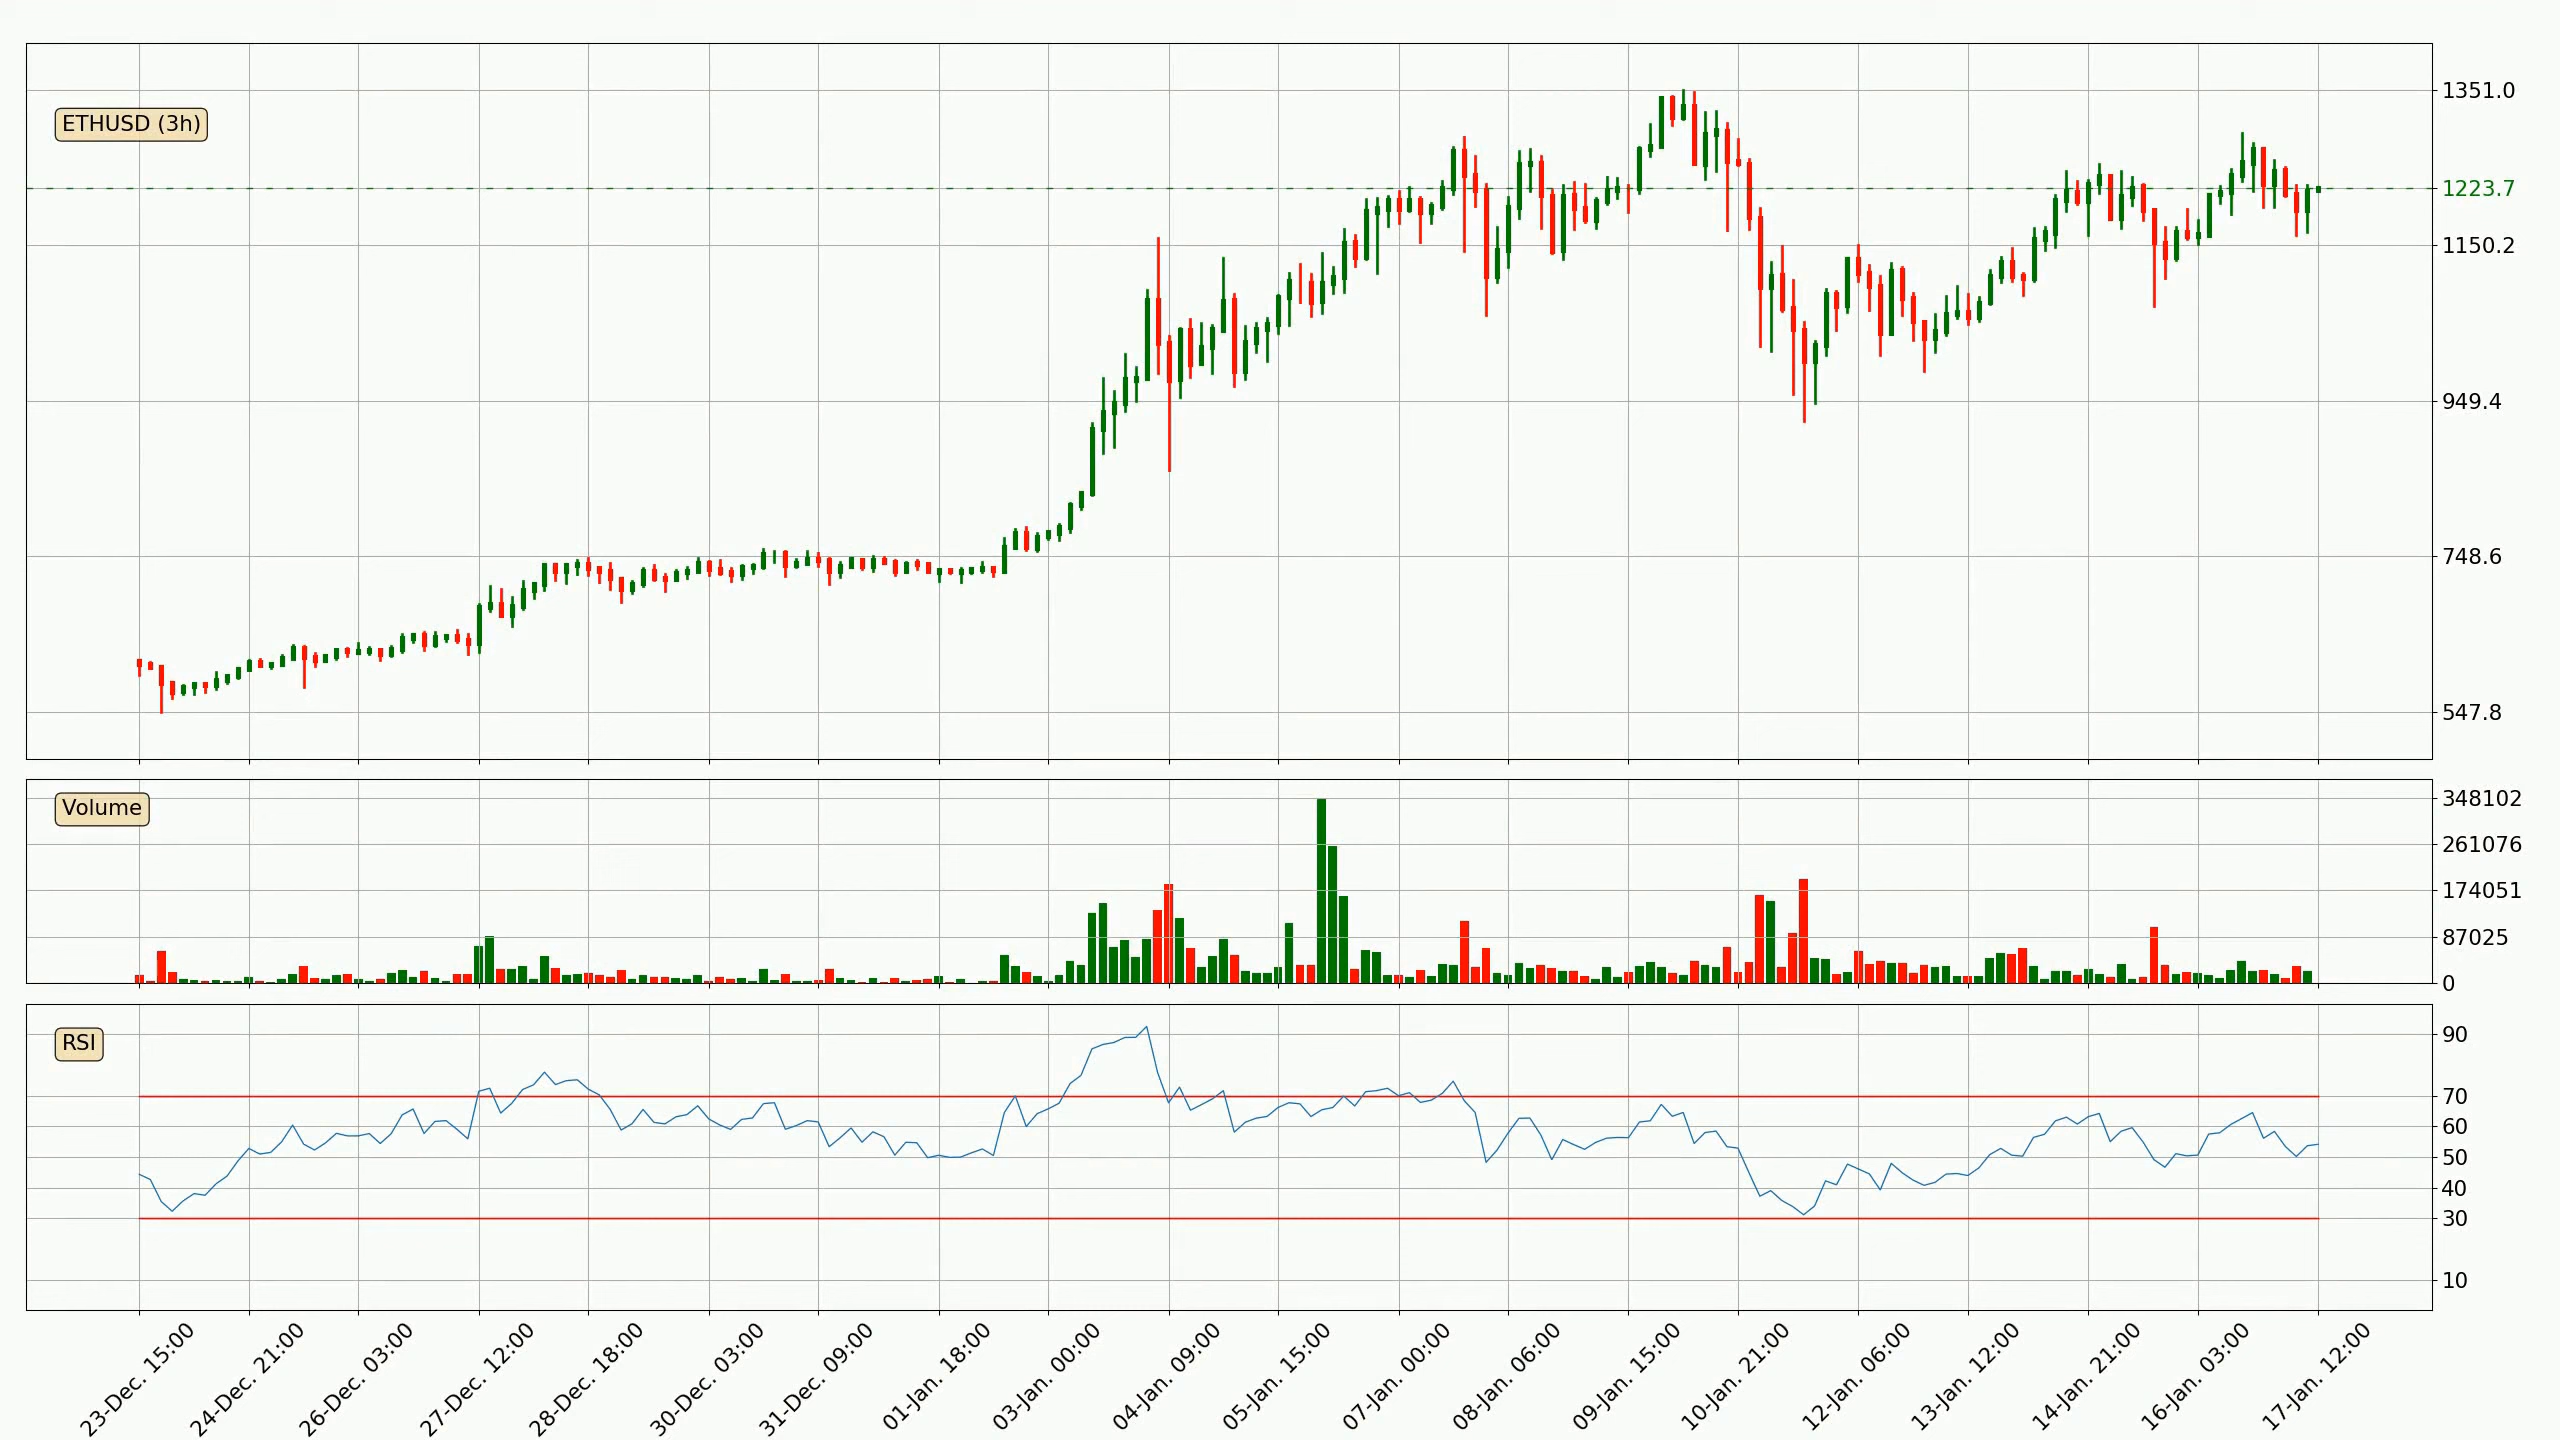 ETHUSD (3h)
1351.0
1223.7
1150.2
949.4
748.6
547.8
Volume
348102
261076
174051
87025
0
RSI
90
70
60
50
40
30
10
23-Dec. 15:00
24-Dec. 21:00
26-Dec. 03:00
27-Dec. 12:00
28-Dec. 18:00
30-Dec. 03:00
31-Dec. 09:00
01-Jan. 18:00
03-Jan. 00:00
04-Jan. 09:00
05-Jan. 15:00
07-Jan. 00:00
08-Jan. 06:00
09-Jan. 15:00
10-Jan. 21:00
12-Jan. 06:00
13-Jan. 12:00
14-Jan. 21:00
16-Jan. 03:00
17-Jan. 12:00